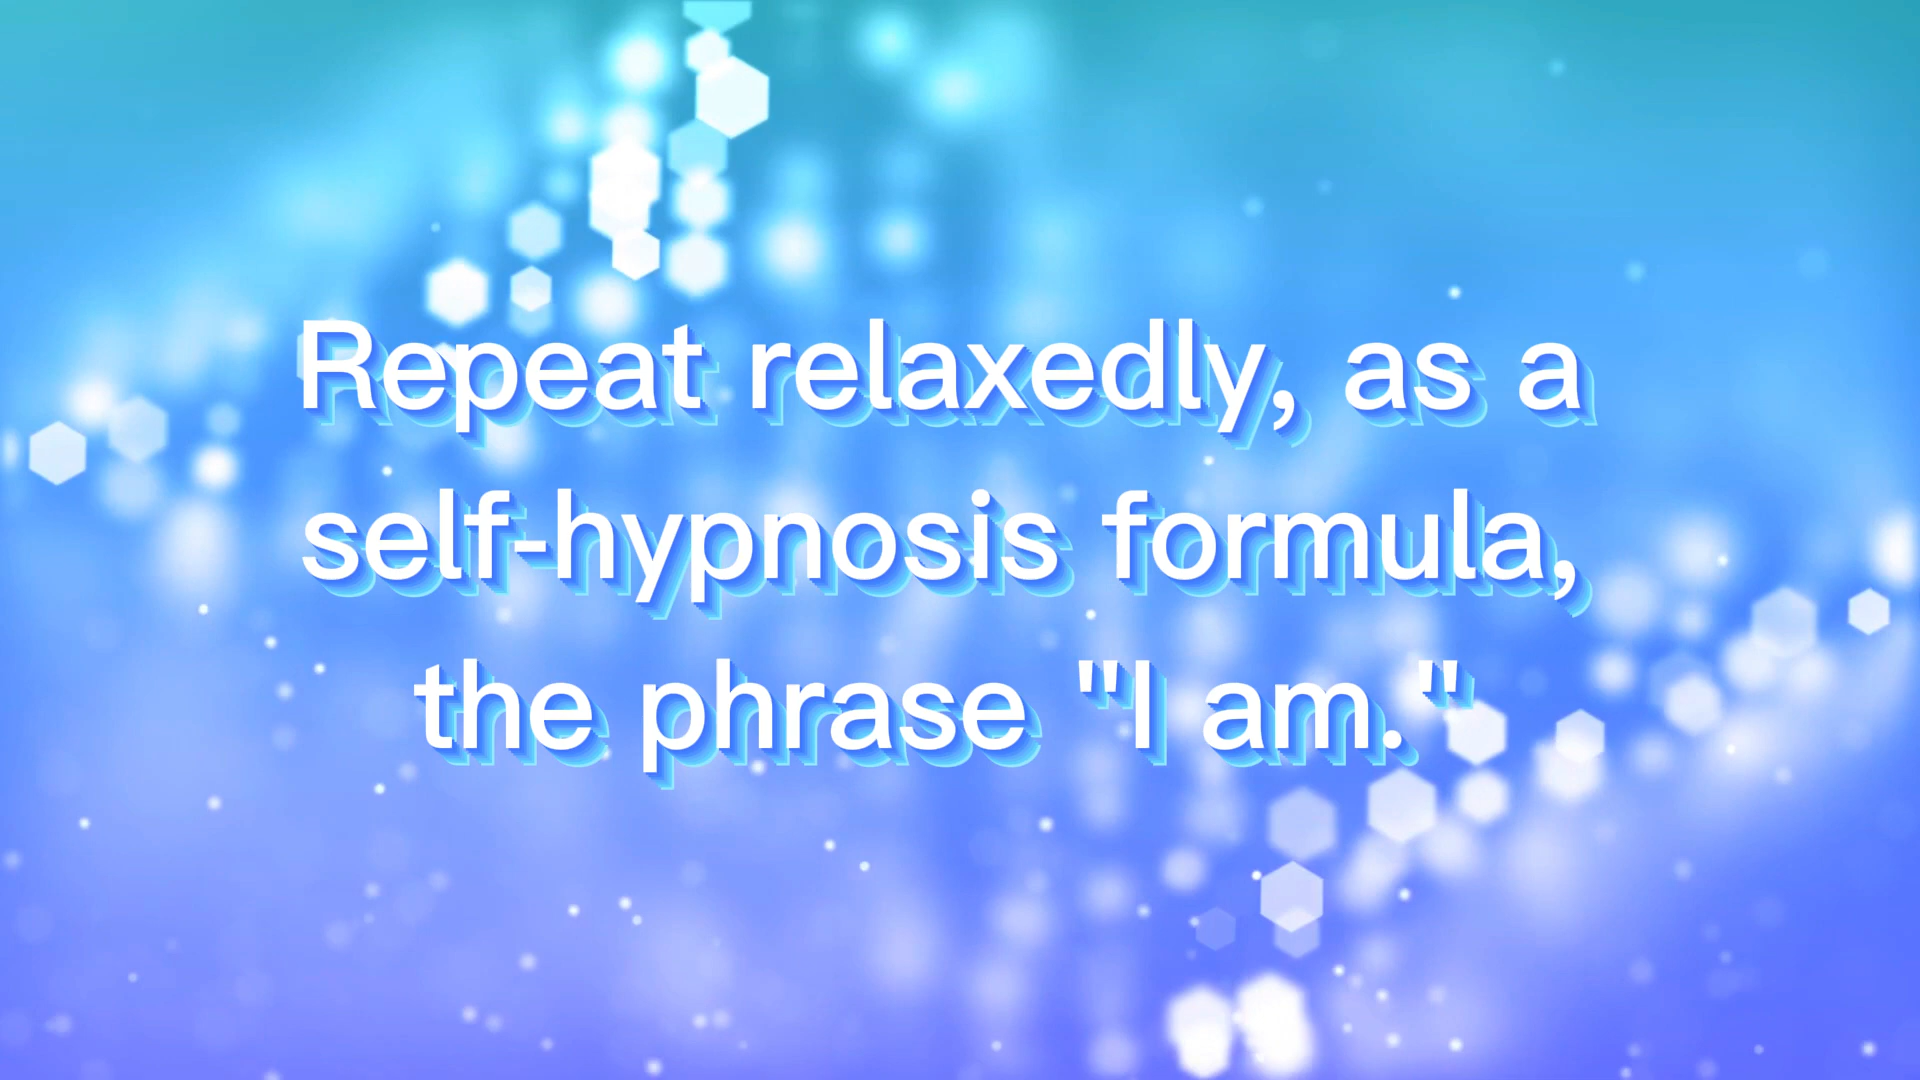 Repeat relaxedly, as a
self-hypnosis formula,
the phrase "I am."